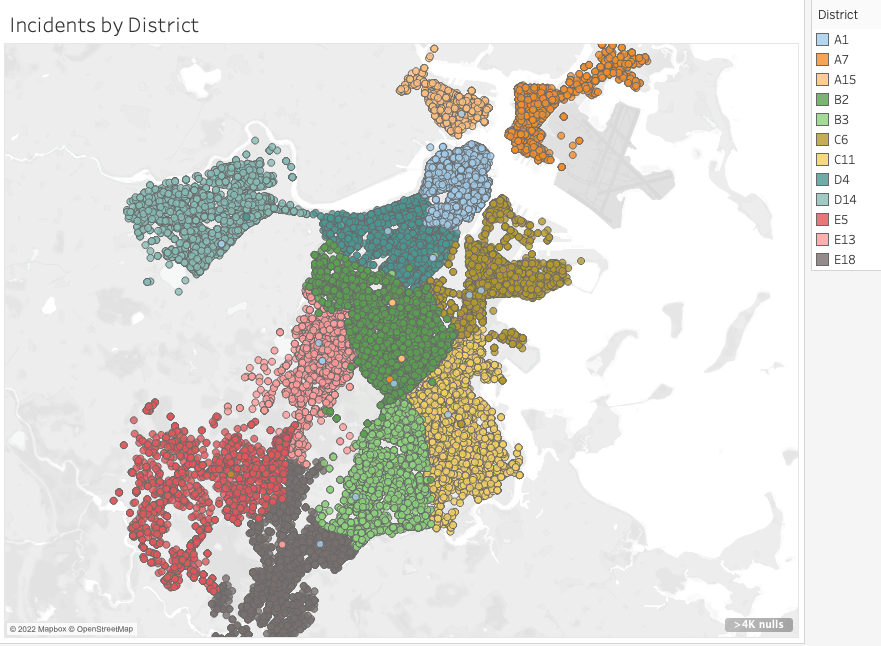 Incidents by District
District
A1
A7
A15
B2
B3
C6
C11
D4
D14
E5
E13
E18
© 2022 Mapbox © OpenStreetMap
>4K nulls